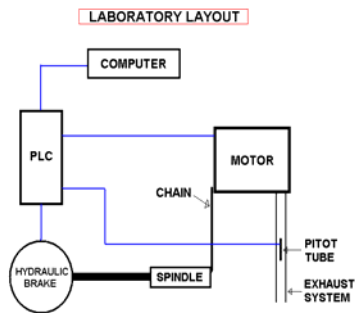 LABORATORY LAYOUT
COMPUTER
PLC
MOTOR
CHAIN
PITOT
TUBE
HYDRAULIC
BRAKE
SPINDLE
EXHAUST
SYSTEM